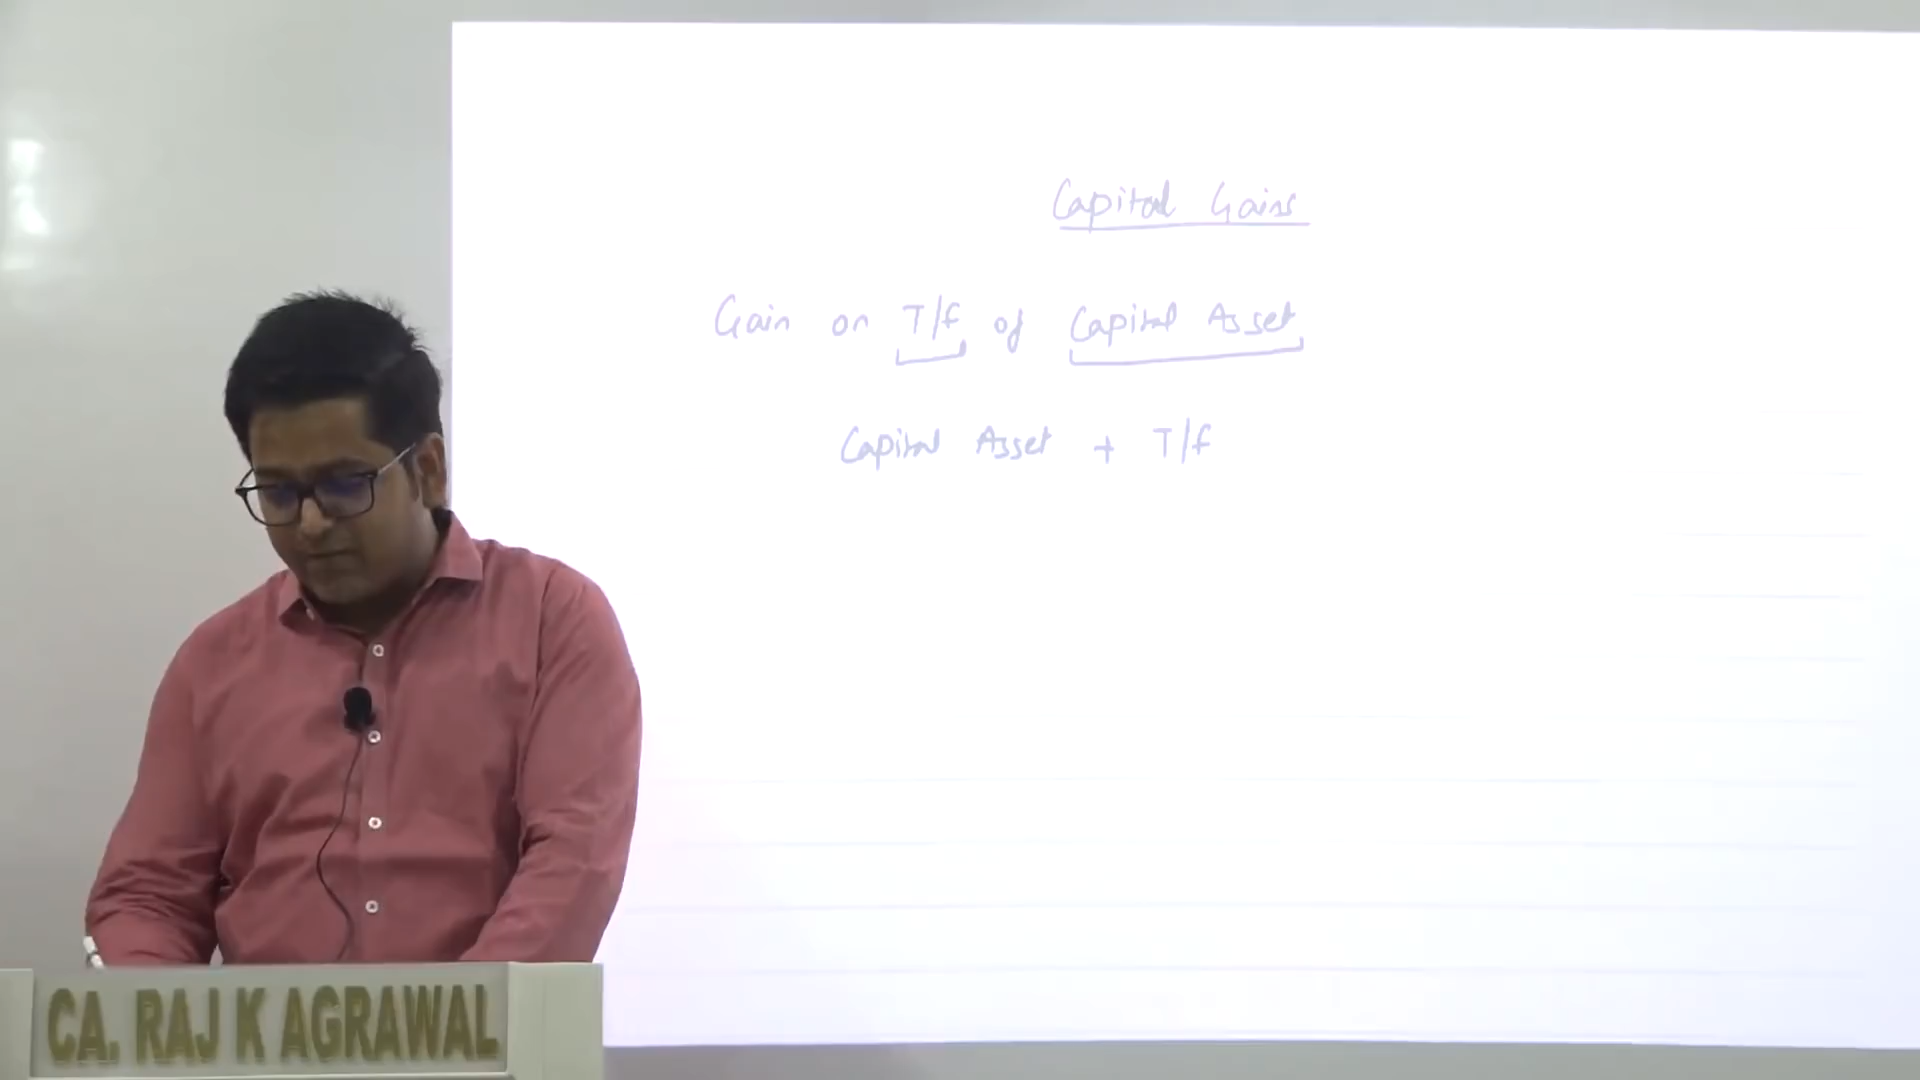 Capital Gains
Gain on T/f of Capital Asset
Capital Asset + T/f
CA. RAJ K AGRAWAL